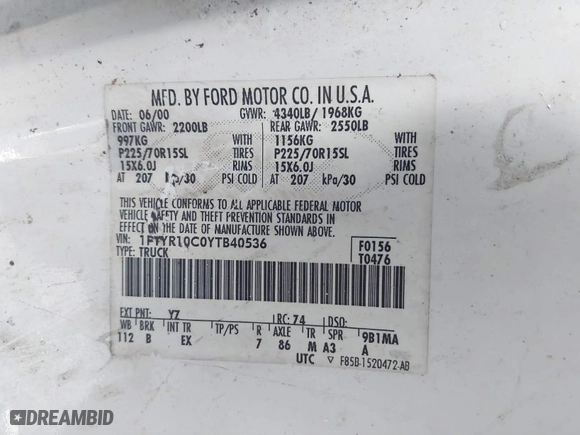 MFD. BY FORD MOTOR CO. IN U.S.A.
DATE: 06/00 GVWR: 4340LB/ 1968KG
FRONT GAWR: 2200LB REAR GAWR: 2550LB
997KG WITH 1156KG WITH
P225/70R15SL TIRES P225/70R15SL TIRES
15X6.0J RIMS 15X6.0J RIMS
AT 207 kPa/30 PSI COLD AT 207 kPa/30 PSI COLD
THIS VEHICLE CONFORMS TO ALL APPLICABLE FEDERAL MOTOR
VEHICLE SAFETY AND THEFT PREVENTION STANDARDS IN
EFFECT ON THE DATE OF MANUFACTURE SHOWN ABOVE.
VIN: 1FTYR10C0YTB40536 F0156
TYPE: TRUCK T0476
EXT PNT: Y7 RC: 74 DSO:
WB BRK INT TR TP/PS R AXLE TR SPR 9B1MA
112 B EX 7 86 M A3 A
UTC ▽ F85B-1520472-AB
DREAMBID